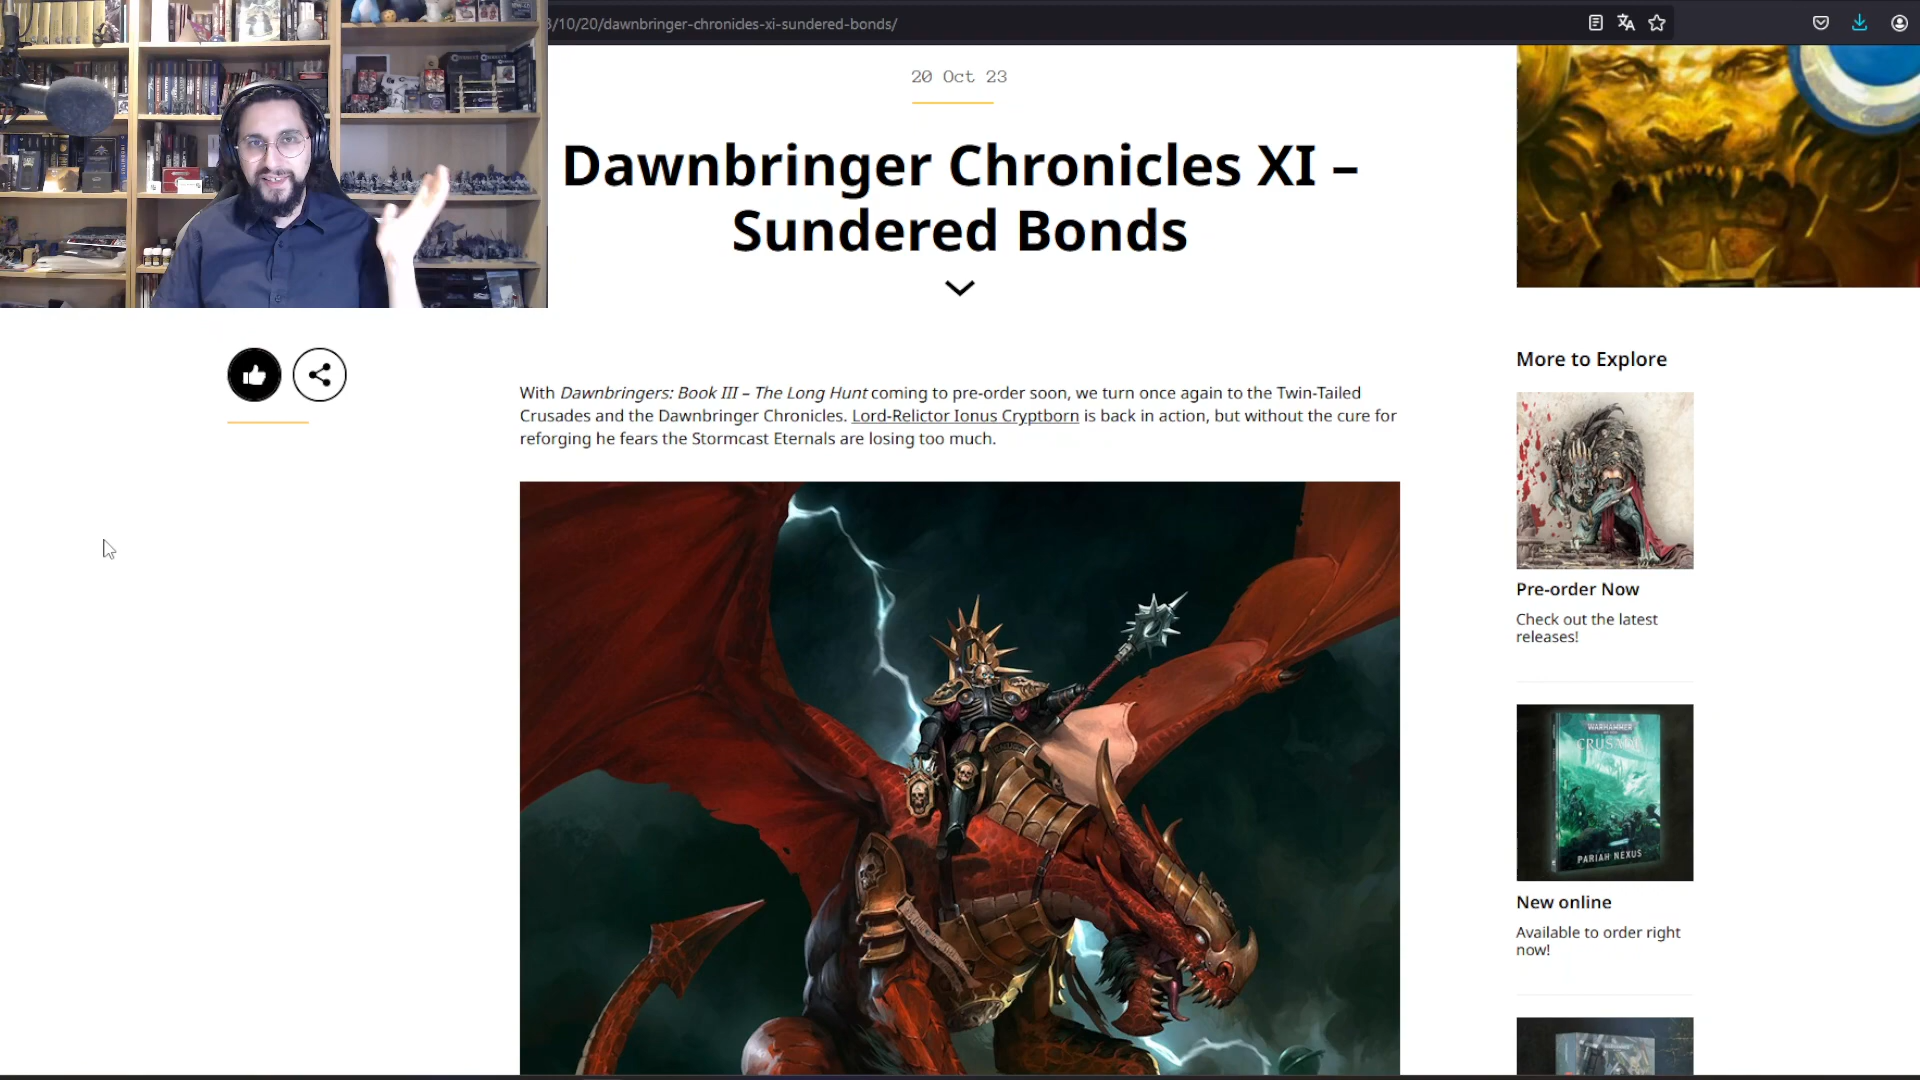 3/10/20/dawnbringer-chronicles-xi-sundered-bonds/
20 Oct 23
Dawnbringer Chronicles XI –
Sundered Bonds
With Dawnbringers: Book III – The Long Hunt coming to pre-order soon, we turn once again to the Twin-Tailed
Crusades and the Dawnbringer Chronicles. Lord-Relictor Ionus Cryptborn is back in action, but without the cure for
reforging he fears the Stormcast Eternals are losing too much.
More to Explore
Pre-order Now
Check out the latest
releases!
WARHAMMER
CRUSADE
PARIAH NEXUS
New online
Available to order right
now!